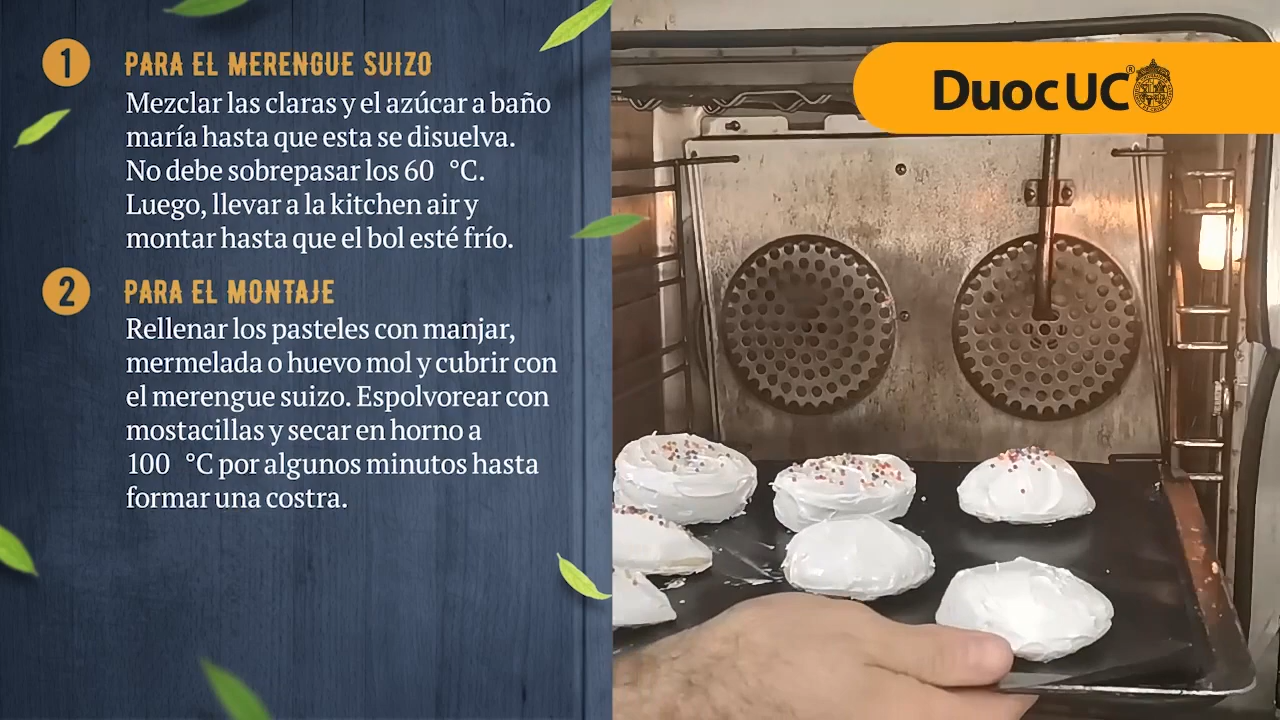 1 PARA EL MERENGUE SUIZO
Mezclar las claras y el azúcar a baño
maría hasta que esta se disuelva.
No debe sobrepasar los 60 °C.
Luego, llevar a la kitchen air y
montar hasta que el bol esté frío.
2 PARA EL MONTAJE
Rellenar los pasteles con manjar,
mermelada o huevo mol y cubrir con
el merengue suizo. Espolvorear con
mostacillas y secar en horno a
100 °C por algunos minutos hasta
formar una costra.
Duoc UC®